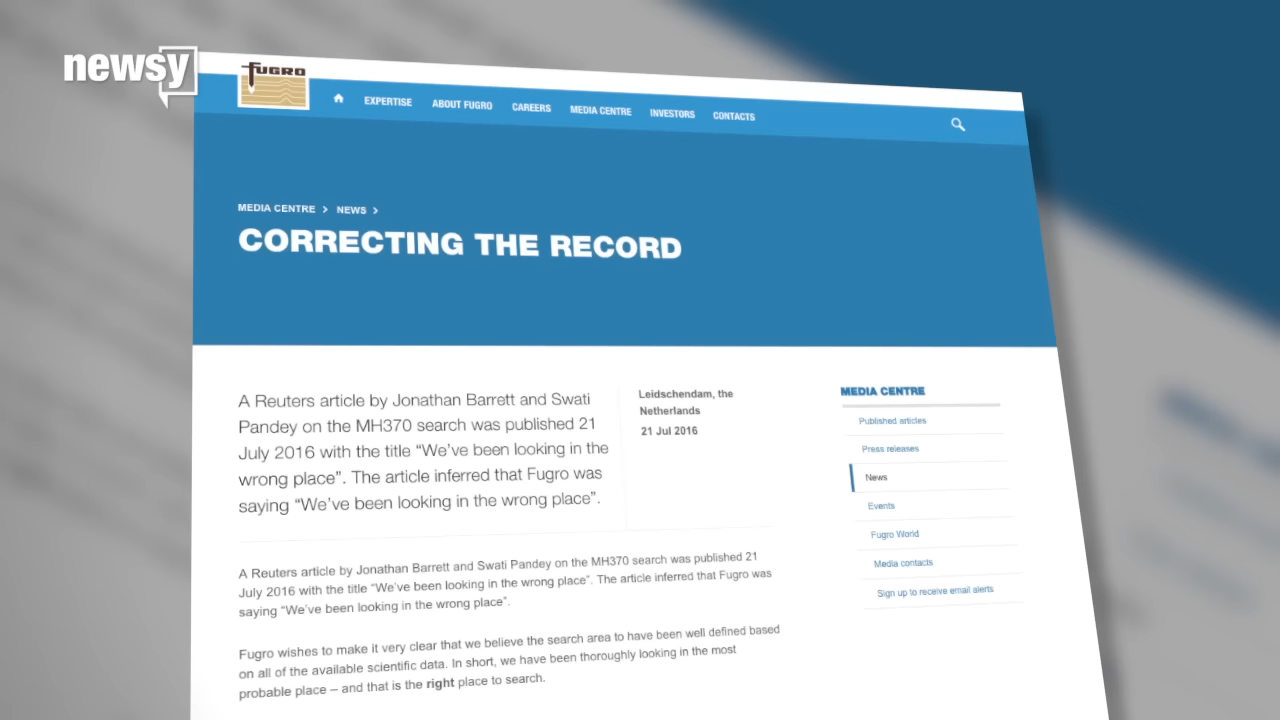 newsy
FUGRO
EXPERTISE ABOUT FUGRO CAREERS MEDIA CENTRE INVESTORS CONTACTS
MEDIA CENTRE > NEWS >
CORRECTING THE RECORD
A Reuters article by Jonathan Barrett and Swati
Pandey on the MH370 search was published 21
July 2016 with the title “We’ve been looking in the
wrong place”. The article inferred that Fugro was
saying “We’ve been looking in the wrong place”.
Leidschendam, the
Netherlands
21 Jul 2016
A Reuters article by Jonathan Barrett and Swati Pandey on the MH370 search was published 21
July 2016 with the title “We’ve been looking in the wrong place”. The article inferred that Fugro was
saying “We’ve been looking in the wrong place”.
Fugro wishes to make it very clear that we believe the search area to have been well defined based
on all of the available scientific data. In short, we have been thoroughly looking in the most
probable place – and that is the right place to search.
MEDIA CENTRE
Published articles
Press releases
News
Events
Fugro World
Media contacts
Sign up to receive email alerts